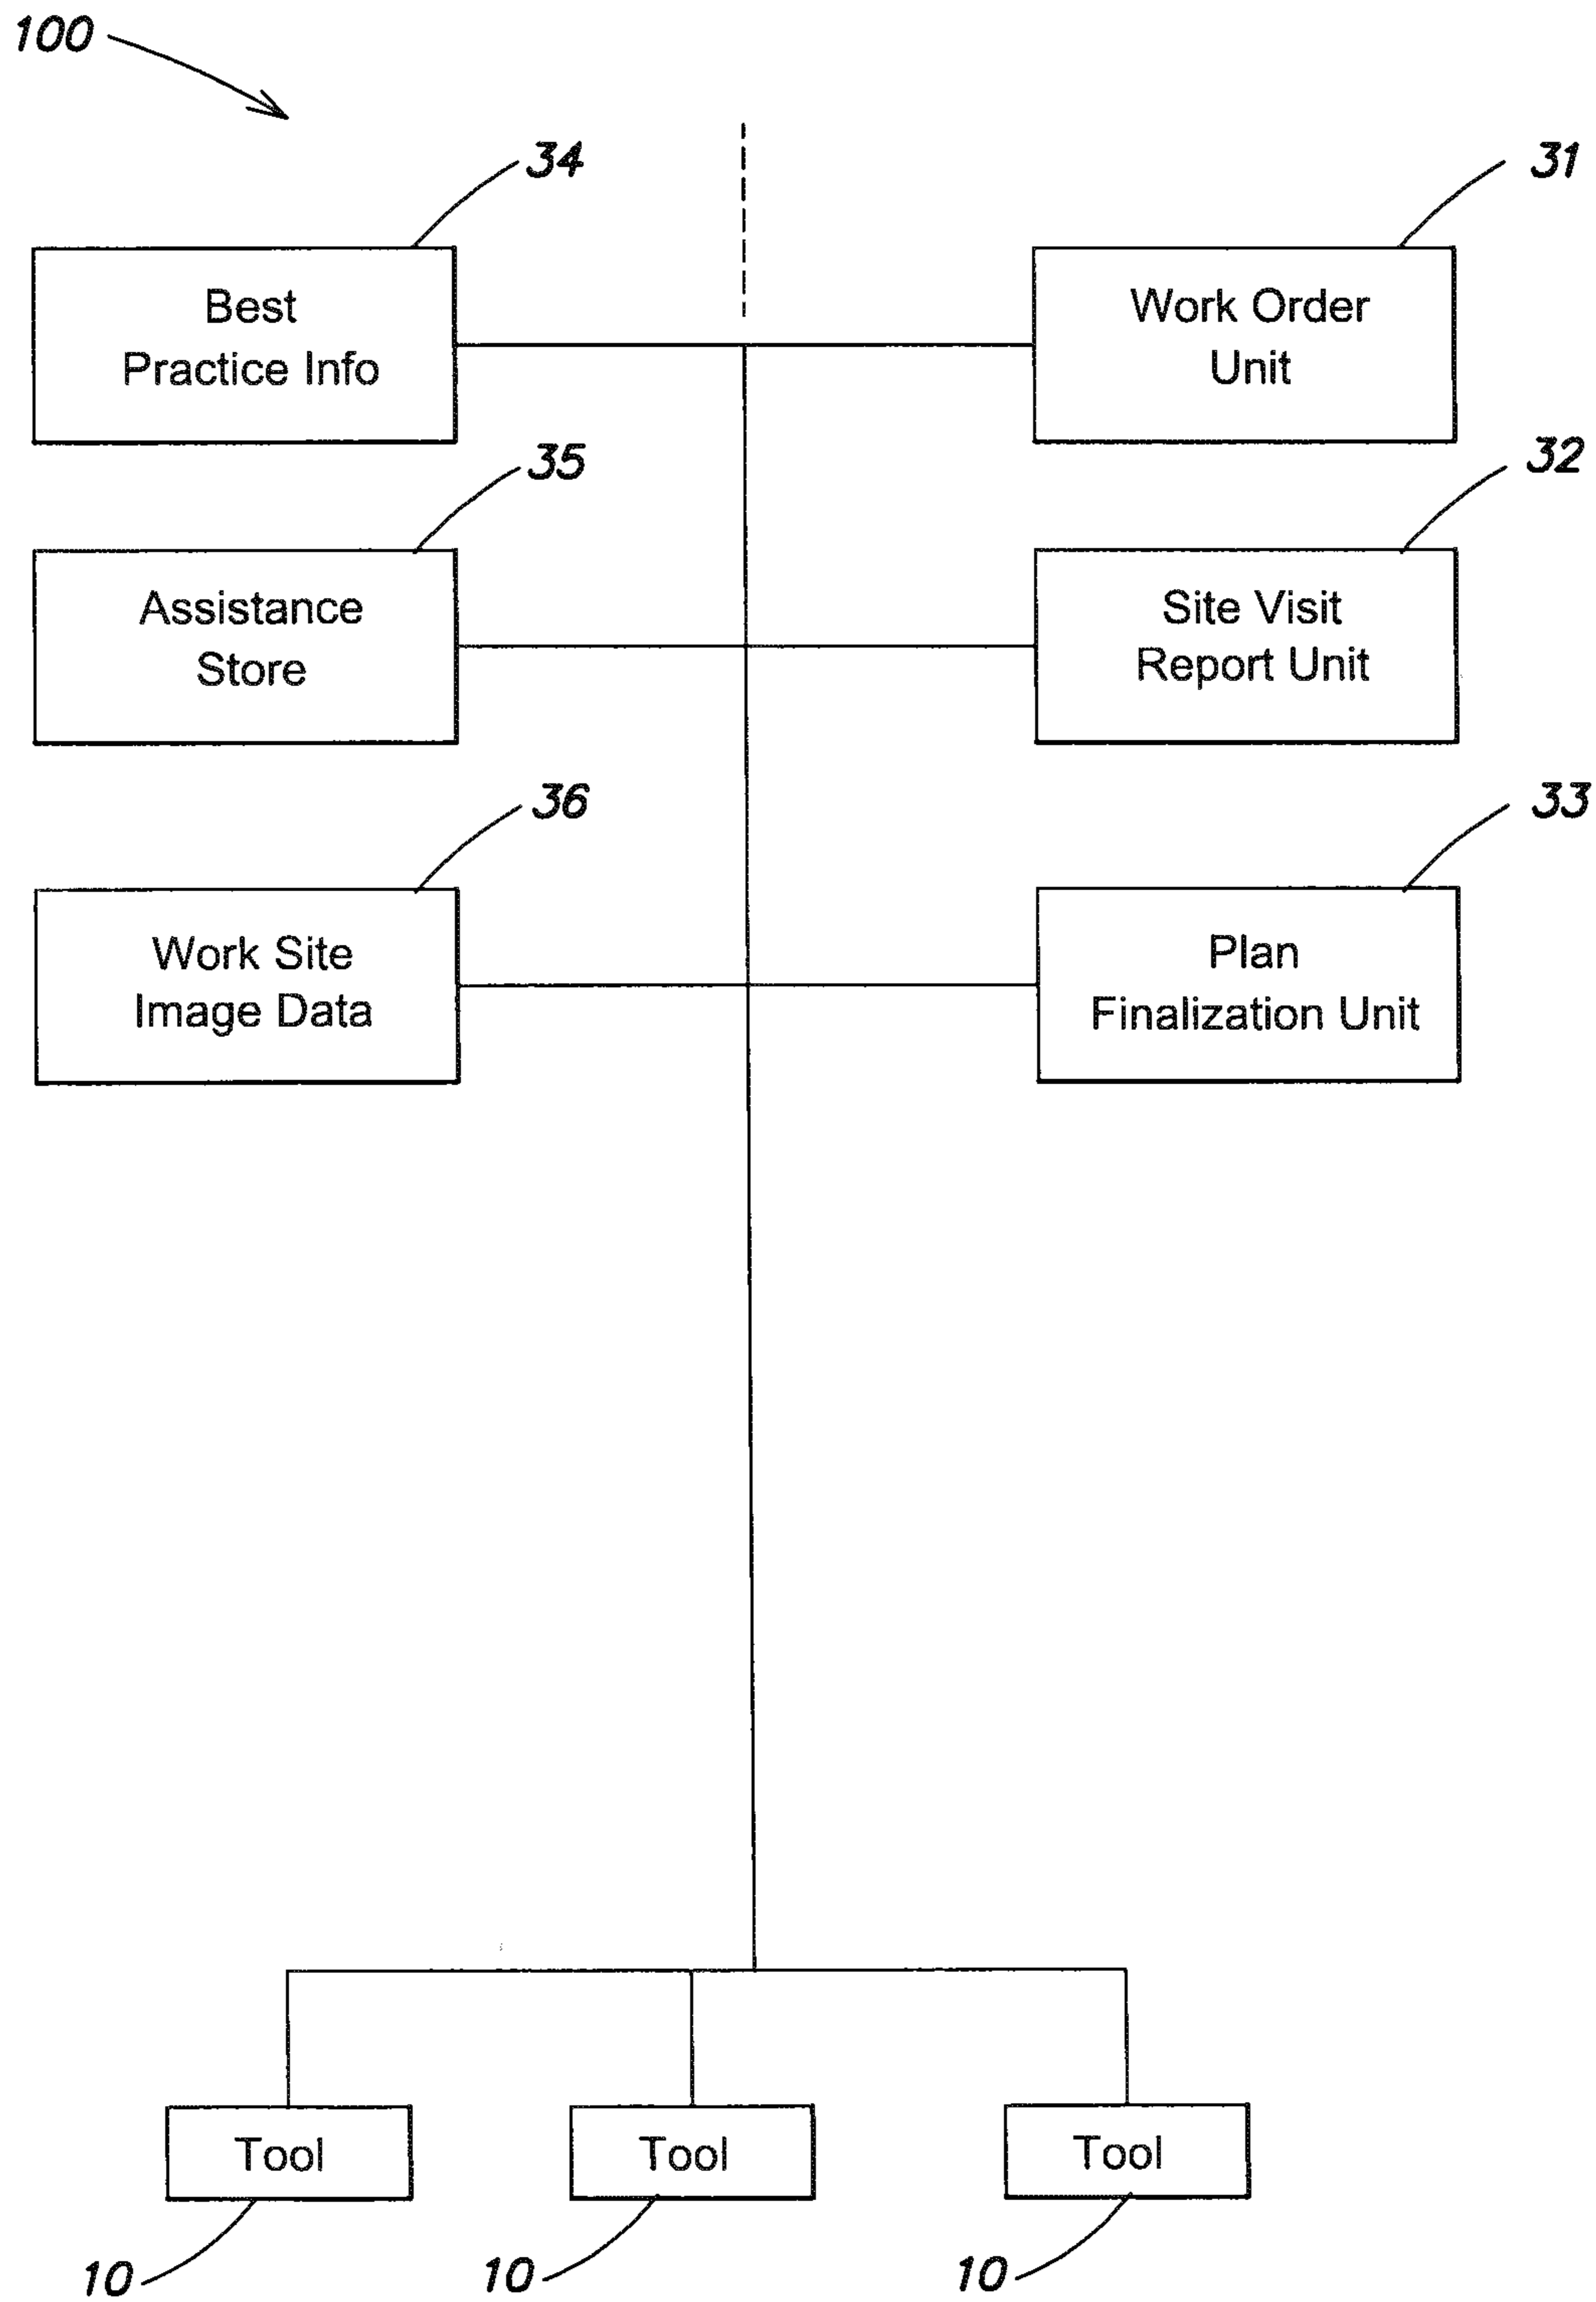 100
34
31
Best
Practice Info
Work Order
Unit
35
32
Assistance
Store
Site Visit
Report Unit
36
33
Work Site
Image Data
Plan
Finalization Unit
Tool
Tool
Tool
10
10
10